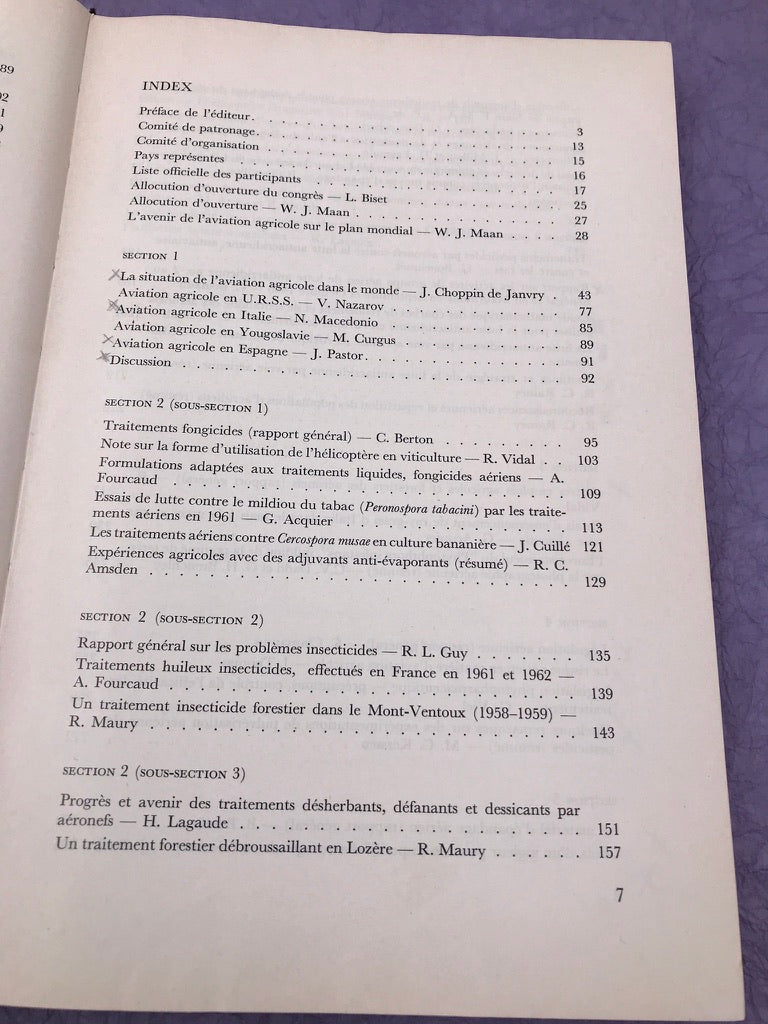 89
92
1
9
INDEX
Préface de l'éditeur. . . . . . . . . . . . . . . . . 3
Comité de patronage. . . . . . . . . . . . . . . . . 13
Comité d'organisation . . . . . . . . . . . . . . . . 15
Pays représentes . . . . . . . . . . . . . . . . . . 16
Liste officielle des participants . . . . . . . . . . . . . 17
Allocution d'ouverture du congrès — L. Biset . . . . . . . . 25
Allocution d'ouverture — W. J. Maan . . . . . . . . . . . 27
L'avenir de l'aviation agricole sur le plan mondial — W. J. Maan . . . . 28
SECTION 1
La situation de l'aviation agricole dans le monde — J. Choppin de Janvry . 43
Aviation agricole en U.R.S.S. — V. Nazarov . . . . . . . . . 77
Aviation agricole en Italie — N. Macedonio . . . . . . . . . 85
Aviation agricole en Yougoslavie — M. Curgus . . . . . . . . 89
Aviation agricole en Espagne — J. Pastor. . . . . . . . . . 91
Discussion . . . . . . . . . . . . . . . . . . . . 92
SECTION 2 (SOUS-SECTION 1)
Traitements fongicides (rapport général) — C. Berton . . . . . . . 95
Note sur la forme d'utilisation de l'hélicoptère en viticulture — R. Vidal . . 103
Formulations adaptées aux traitements liquides, fongicides aériens — A.
Fourcaud . . . . . . . . . . . . . . . . . . . . 109
Essais de lutte contre le mildiou du tabac (Peronospora tabacini) par les traite-
ments aériens en 1961 — G. Acquier . . . . . . . . . . . 113
Les traitements aériens contre Cercospora musae en culture bananière — J. Cuillé 121
Expériences agricoles avec des adjuvants anti-évaporants (résumé) — R. C.
Amsden . . . . . . . . . . . . . . . . . . . . . 129
SECTION 2 (SOUS-SECTION 2)
Rapport général sur les problèmes insecticides — R. L. Guy . . . . . . 135
Traitements huileux insecticides, effectués en France en 1961 et 1962 —
A. Fourcaud . . . . . . . . . . . . . . . . . . . 139
Un traitement insecticide forestier dans le Mont-Ventoux (1958–1959) —
R. Maury . . . . . . . . . . . . . . . . . . . . 143
SECTION 2 (SOUS-SECTION 3)
Progrès et avenir des traitements désherbants, défanants et dessicants par
aéronefs — H. Lagaude . . . . . . . . . . . . . . . . 151
Un traitement forestier débroussaillant en Lozère — R. Maury . . . . . . 157
7